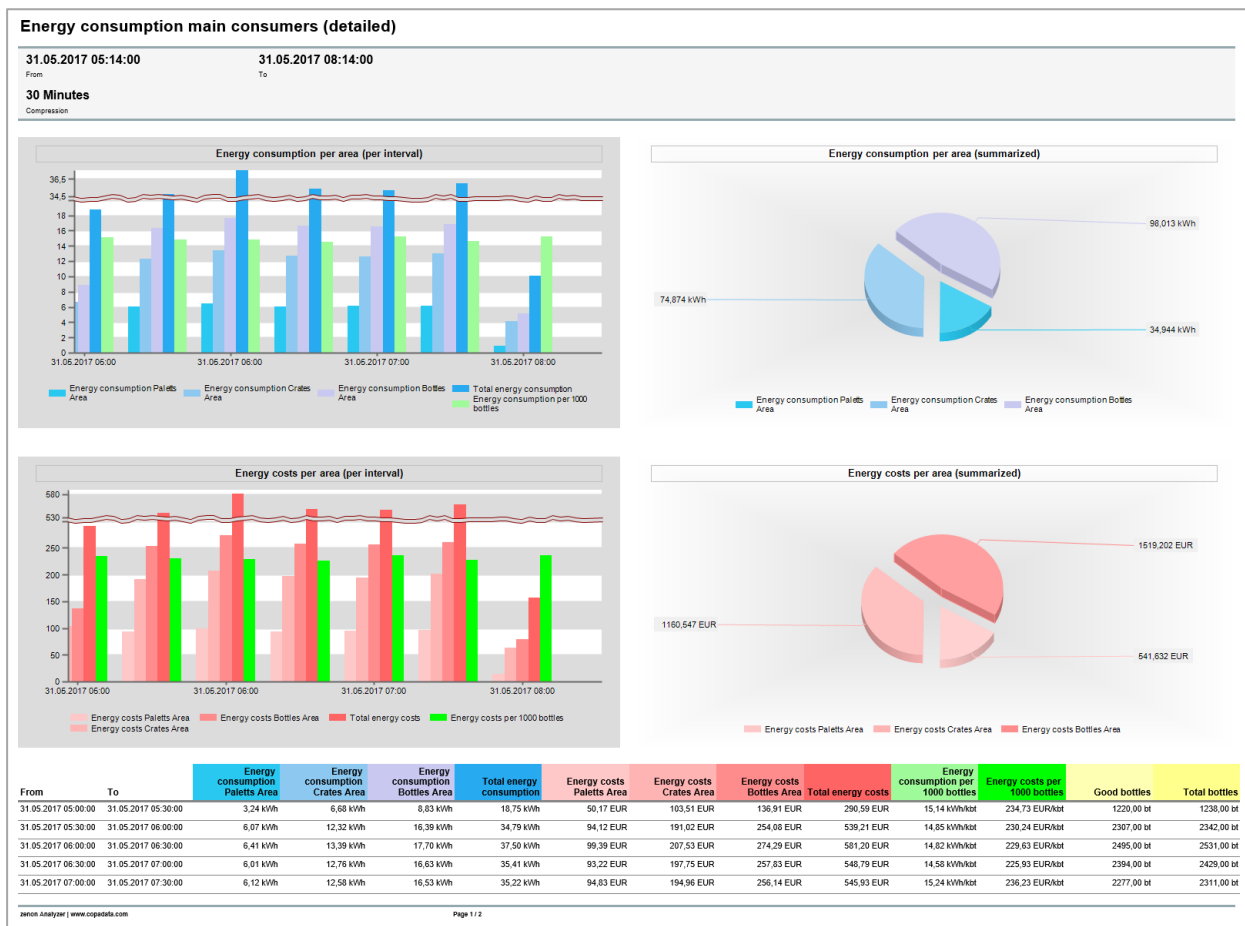 Energy consumption main consumers (detailed)
31.05.2017 05:14:00 31.05.2017 08:14:00
From To
30 Minutes
Compression
Energy consumption per area (per interval)
36,5
34,5
18
16
14
12
10
8
6
4
2
0
31.05.2017 05:00 31.05.2017 06:00 31.05.2017 07:00 31.05.2017 08:00
Energy consumption Paletts Area
Energy consumption Crates Area
Energy consumption Bottles Area
Total energy consumption
Energy consumption per 1000 bottles
Energy consumption per area (summarized)
98,013 kWh
74,874 kWh
34,944 kWh
Energy consumption Paletts Area
Energy consumption Crates Area
Energy consumption Bottles Area
Energy costs per area (per interval)
580
530
250
200
150
100
50
0
31.05.2017 05:00 31.05.2017 06:00 31.05.2017 07:00 31.05.2017 08:00
Energy costs Paletts Area Energy costs Bottles Area Total energy costs Energy costs per 1000 bottles
Energy costs Crates Area
Energy costs per area (summarized)
1519,202 EUR
1160,547 EUR
541,632 EUR
Energy costs Paletts Area Energy costs Crates Area Energy costs Bottles Area
From To Energy consumption Paletts Area Energy consumption Crates Area Energy consumption Bottles Area Total energy consumption Energy costs Paletts Area Energy costs Crates Area Energy costs Bottles Area Total energy costs Energy consumption per 1000 bottles Energy costs per 1000 bottles Good bottles Total bottles
31.05.2017 05:00:00 31.05.2017 05:30:00 3,24 kWh 6,68 kWh 8,83 kWh 18,75 kWh 50,17 EUR 103,51 EUR 136,91 EUR 290,59 EUR 15,14 kWh/kbt 234,73 EUR/kbt 1220,00 bt 1238,00 bt
31.05.2017 05:30:00 31.05.2017 06:00:00 6,07 kWh 12,32 kWh 16,39 kWh 34,79 kWh 94,12 EUR 191,02 EUR 254,08 EUR 539,21 EUR 14,85 kWh/kbt 230,24 EUR/kbt 2307,00 bt 2342,00 bt
31.05.2017 06:00:00 31.05.2017 06:30:00 6,41 kWh 13,39 kWh 17,70 kWh 37,50 kWh 99,39 EUR 207,53 EUR 274,29 EUR 581,20 EUR 14,82 kWh/kbt 229,63 EUR/kbt 2495,00 bt 2531,00 bt
31.05.2017 06:30:00 31.05.2017 07:00:00 6,01 kWh 12,76 kWh 16,63 kWh 35,41 kWh 93,22 EUR 197,75 EUR 257,83 EUR 548,79 EUR 14,58 kWh/kbt 225,93 EUR/kbt 2394,00 bt 2429,00 bt
31.05.2017 07:00:00 31.05.2017 07:30:00 6,12 kWh 12,58 kWh 16,53 kWh 35,22 kWh 94,83 EUR 194,96 EUR 256,14 EUR 545,93 EUR 15,24 kWh/kbt 236,23 EUR/kbt 2277,00 bt 2311,00 bt
zenon Analyzer | www.copadata.com Page 1 / 2